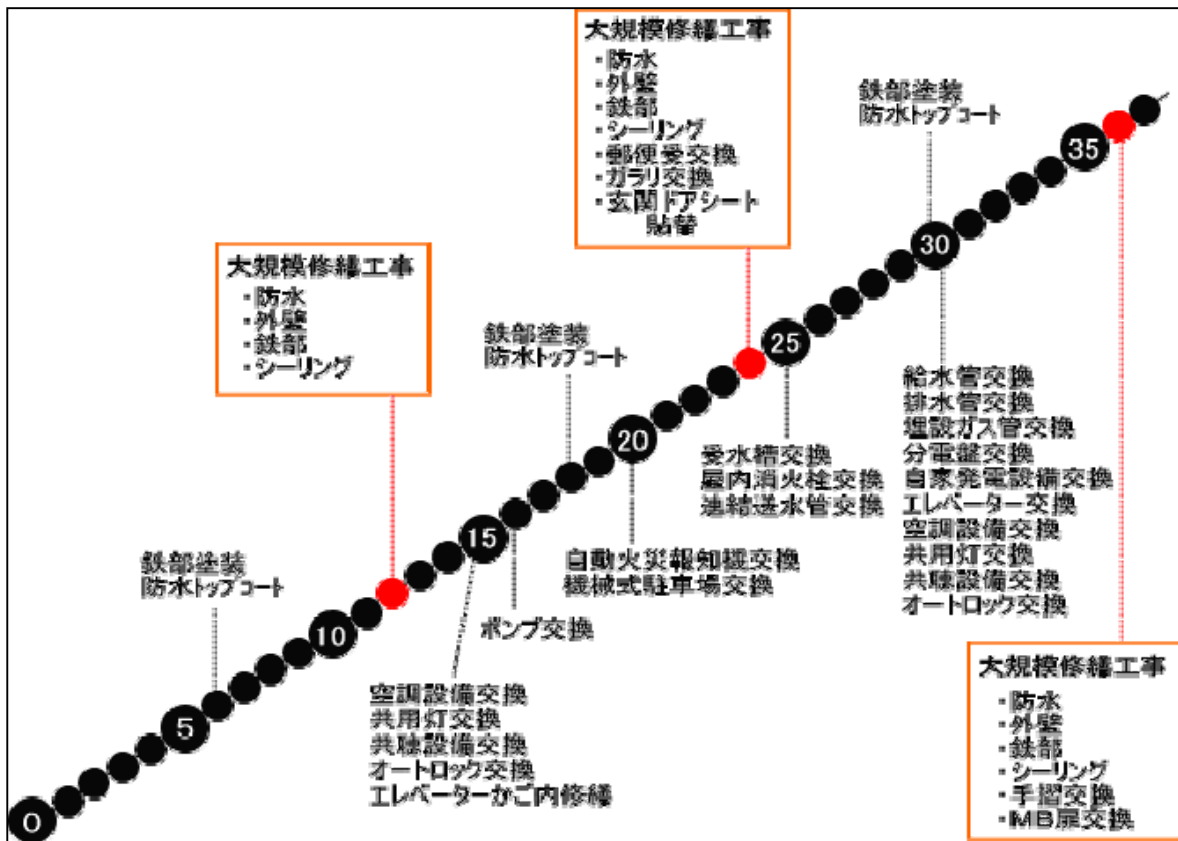 大規模修繕工事
・防水
・外壁
・鉄部
・シーリング
・郵便受交換
・ガラリ交換
・玄関ドアシート
貼替
鉄部塗装
防水トップコート
35
30
大規模修繕工事
・防水
・外壁
・鉄部
・シーリング
鉄部塗装
防水トップコート
25
給水管交換
排水管交換
埋設ガス管交換
分電盤交換
自家発電設備交換
エレベーター交換
空調設備交換
共用灯交換
共聴設備交換
オートロック交換
20
受水槽交換
屋内消火栓交換
連結送水管交換
15
自動火災報知機交換
機械式駐車場交換
鉄部塗装
防水トップコート
10
ポンプ交換
空調設備交換
共用灯交換
共聴設備交換
オートロック交換
エレベーターかご内修繕
5
0
大規模修繕工事
・防水
・外壁
・鉄部
・シーリング
・手摺交換
・MB扉交換